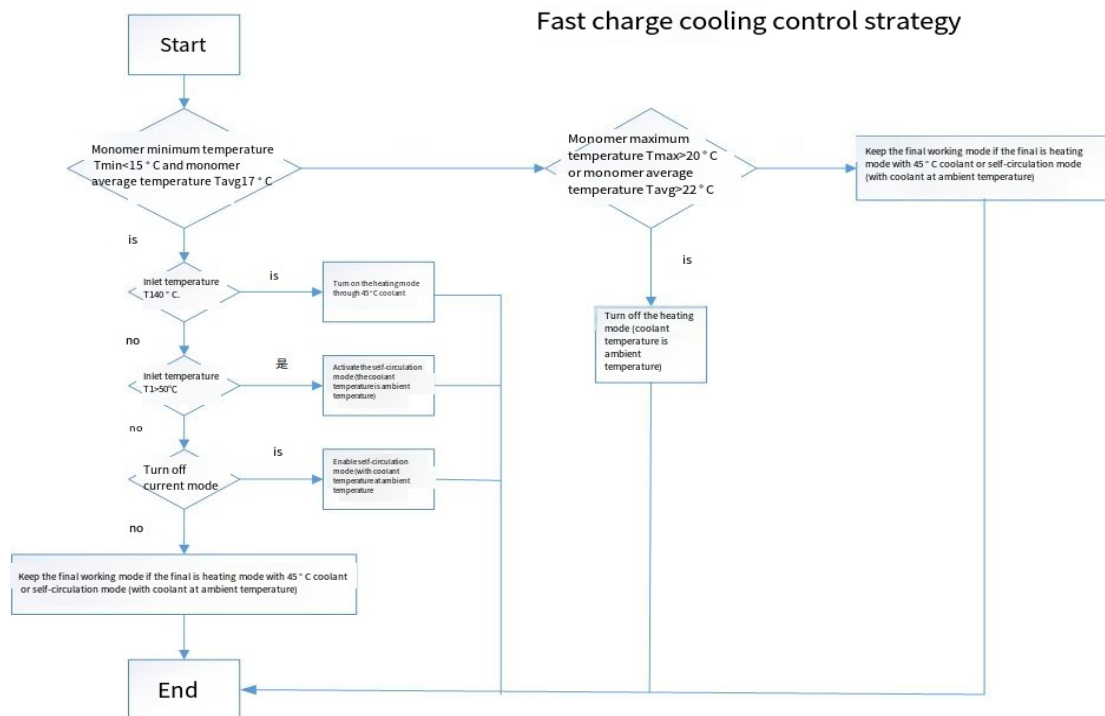 Fast charge cooling control strategy
Start
Monomer minimum temperature
Tmin<15 ° C and monomer
average temperature Tavg17 ° C
Monomer maximum
temperature Tmax>20 ° C
or monomer average
temperature Tavg>22 ° C
Keep the final working mode if the final is heating
mode with 45 ° C coolant or self-circulation mode
(with coolant at ambient temperature)
is
is
Inlet temperature
T140 ° C.
is
Turn on the heating mode
through 45 °C coolant
Turn off the heating
mode (coolant
temperature is
ambient
temperature)
no
Inlet temperature
T1>50℃
是
Activate the self-circulation
mode (the coolant
temperature is ambient
temperature)
no
Turn off
current mode
is
Enable self-circulation
mode (with coolant
temperature at ambient
temperature
no
Keep the final working mode if the final is heating mode with 45 ° C coolant
or self-circulation mode (with coolant at ambient temperature)
End